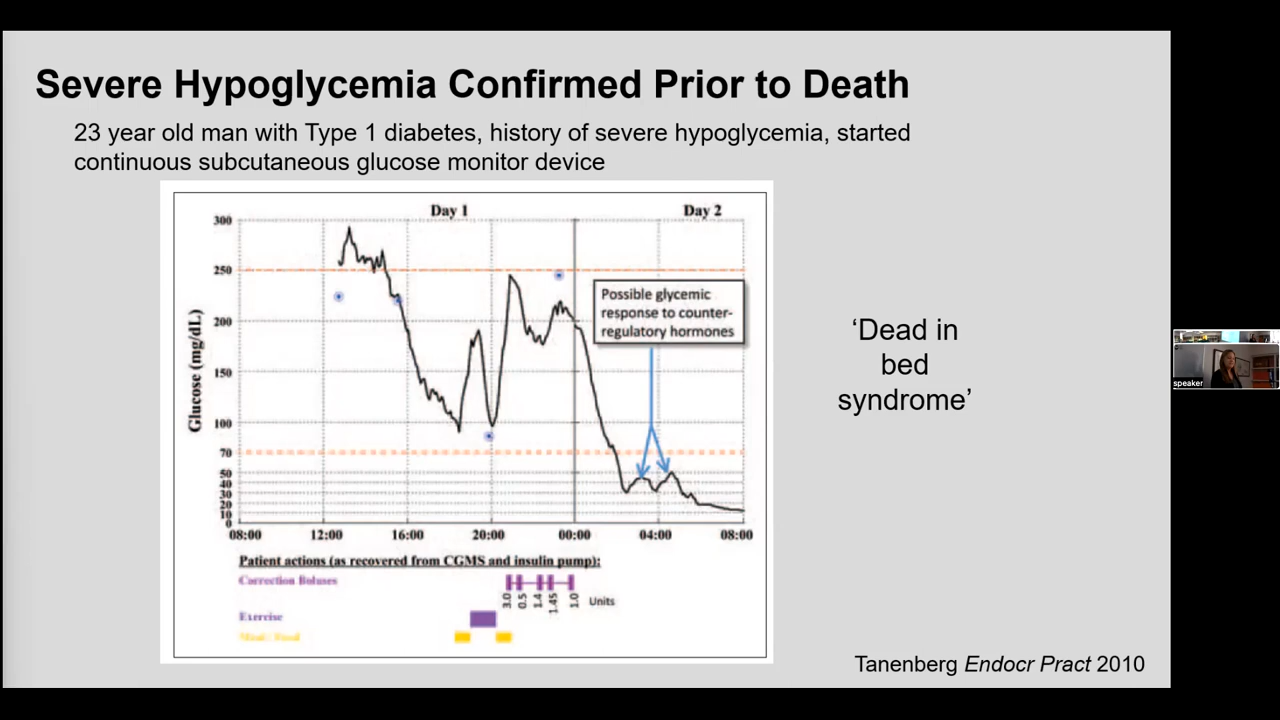 Severe Hypoglycemia Confirmed Prior to Death
23 year old man with Type 1 diabetes, history of severe hypoglycemia, started
continuous subcutaneous glucose monitor device
Day 1
Day 2
300
250
200
150
100
70
50
40
30
20
10
0
Glucose (mg/dL)
Possible glycemic
response to counter-
regulatory hormones
08:00
12:00
16:00
20:00
00:00
04:00
08:00
Patient actions (as recovered from CGMS and insulin pump):
Correction Boluses
3.0
0.5
1.4
1.45
1.0
Units
Exercise
‘Dead in
bed
syndrome’
Tanenberg Endocr Pract 2010
speaker